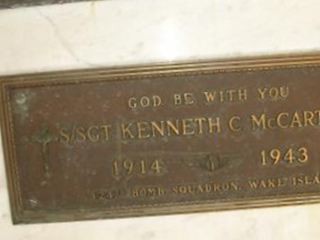 GOD BE WITH YOU
S/SGT KENNETH C McCART
1914 1943
BOMB SQUADRON, WAKE ISLA